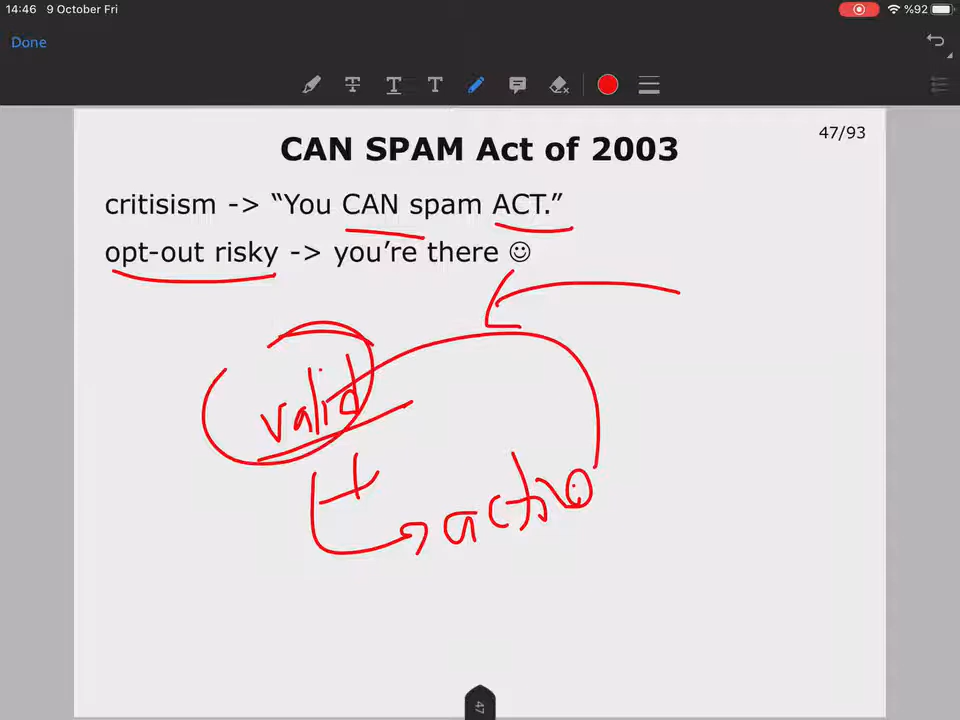 14:46 9 October Fri %92
Done
T T T
47/93
CAN SPAM Act of 2003
critisism -> “You CAN spam ACT.”
opt-out risky -> you’re there ☺
valid
+
active
47